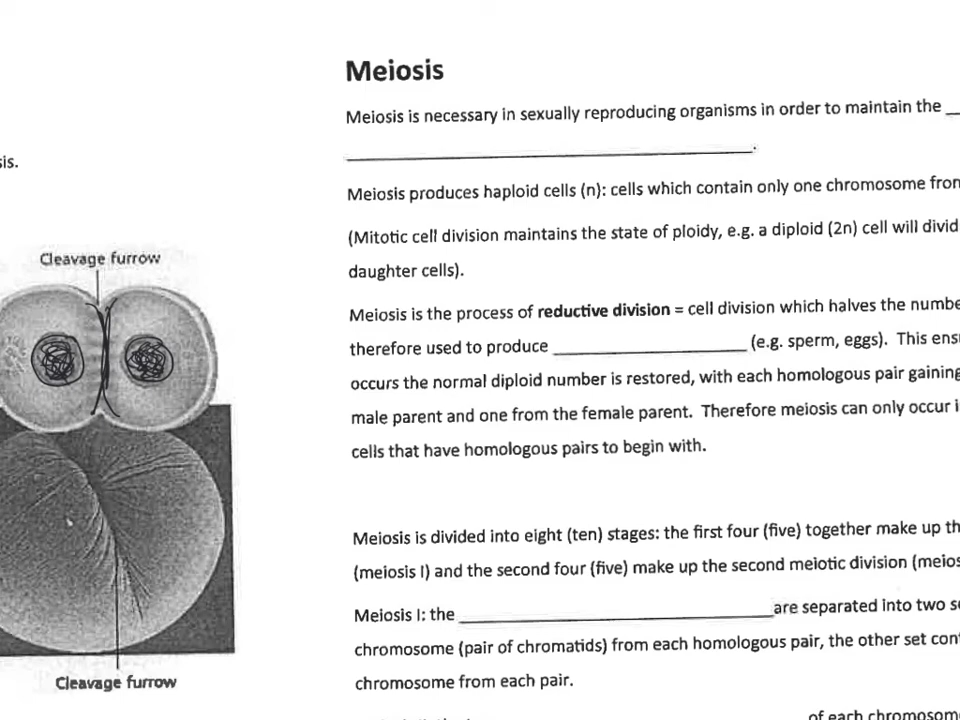 sis.
Cleavage furrow
Cleavage furrow
Meiosis
Meiosis is necessary in sexually reproducing organisms in order to maintain the
.
Meiosis produces haploid cells (n): cells which contain only one chromosome from
(Mitotic cell division maintains the state of ploidy, e.g. a diploid (2n) cell will divid
daughter cells).
Meiosis is the process of reductive division = cell division which halves the numbe
therefore used to produce ____________________ (e.g. sperm, eggs). This ens
occurs the normal diploid number is restored, with each homologous pair gaining
male parent and one from the female parent. Therefore meiosis can only occur i
cells that have homologous pairs to begin with.
Meiosis is divided into eight (ten) stages: the first four (five) together make up th
(meiosis I) and the second four (five) make up the second meiotic division (meios
Meiosis I: the ____________________ are separated into two s
chromosome (pair of chromatids) from each homologous pair, the other set con
chromosome from each pair.
of each chromosom